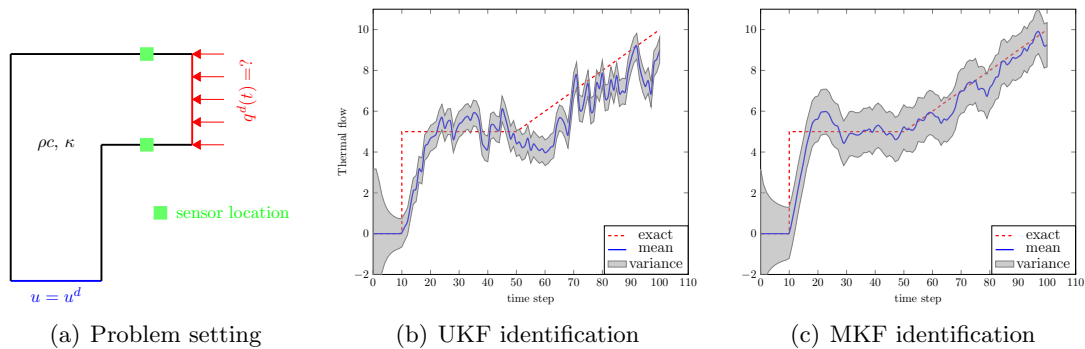 q^d(t) =?
ρc, κ
sensor location
u = u^d
(a) Problem setting
Thermal flow
10
8
6
4
2
0
−2
0 10 20 30 40 50 60 70 80 90 100 110
time step
exact
mean
variance
(b) UKF identification
10
8
6
4
2
0
−2
0 10 20 30 40 50 60 70 80 90 100 110
time step
exact
mean
variance
(c) MKF identification